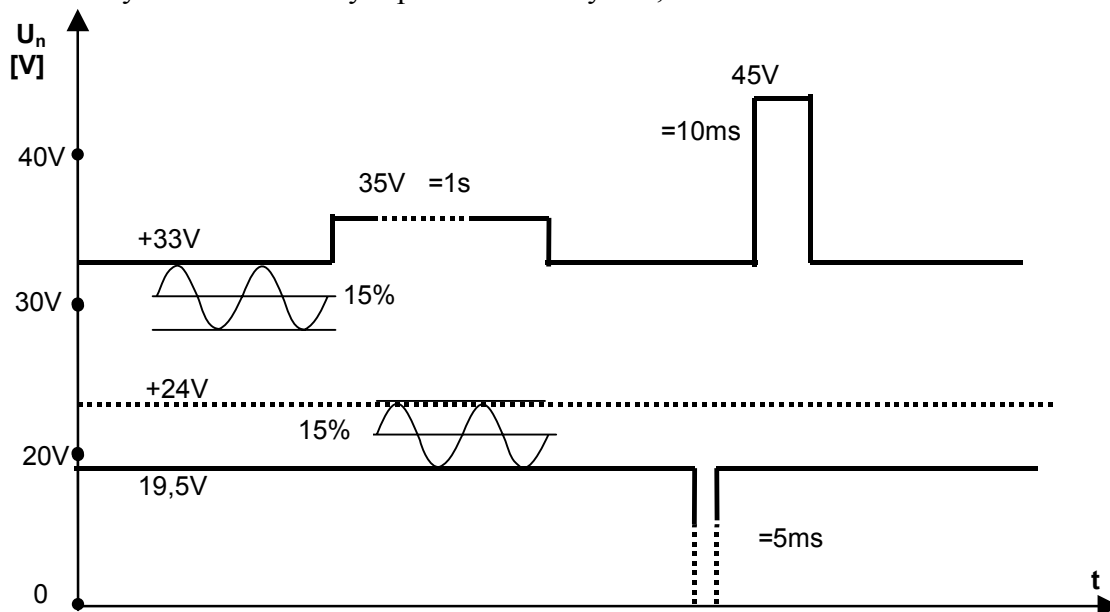 Uₙ
[V]
45V
=10ms
40V
35V =1s
+33V
15%
30V
+24V
15%
20V
19,5V
=5ms
t
0